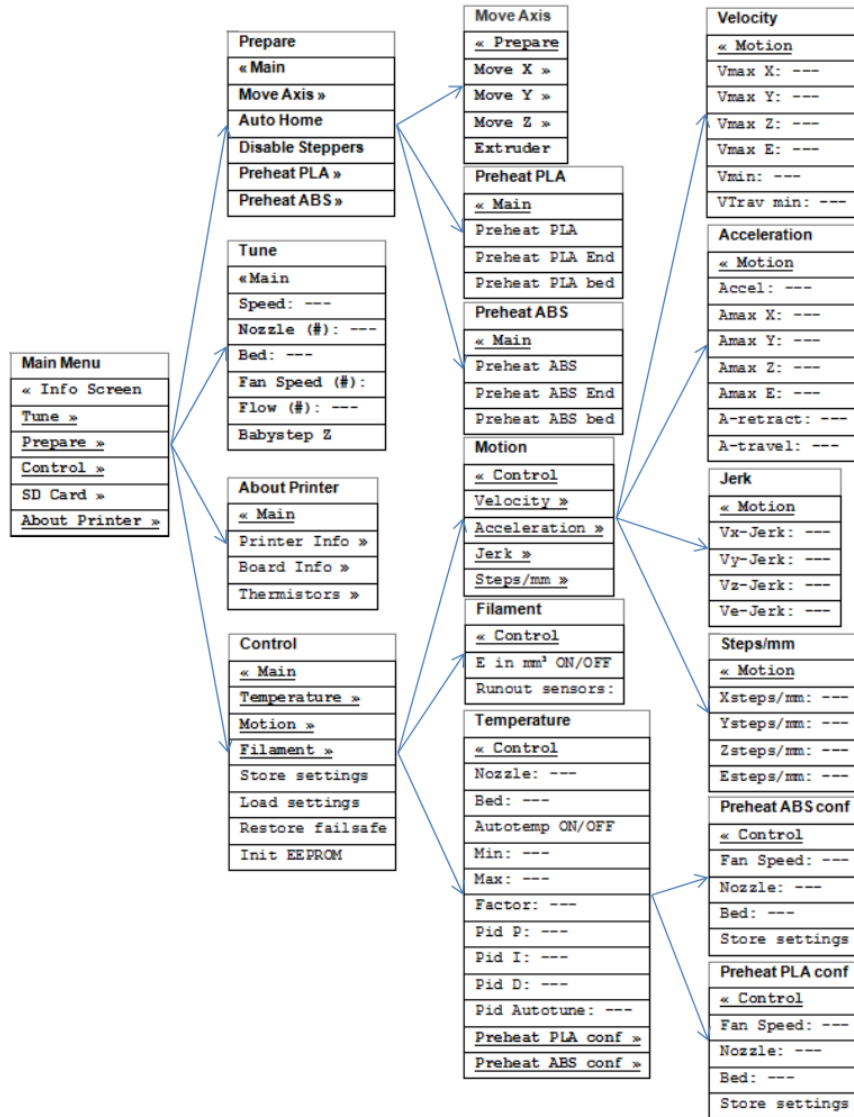 Main Menu
« Info Screen
Tune »
Prepare »
Control »
SD Card »
About Printer »
Prepare
« Main
Move Axis »
Auto Home
Disable Steppers
Preheat PLA »
Preheat ABS »
Tune
«Main
Speed: ---
Nozzle (#): ---
Bed: ---
Fan Speed (#):
Flow (#): ---
Babystep Z
About Printer
« Main
Printer Info »
Board Info »
Thermistors »
Control
« Main
Temperature »
Motion »
Filament »
Store settings
Load settings
Restore failsafe
Init EEPROM
Move Axis
« Prepare
Move X »
Move Y »
Move Z »
Extruder
Preheat PLA
« Main
Preheat PLA
Preheat PLA End
Preheat PLA bed
Preheat ABS
« Main
Preheat ABS
Preheat ABS End
Preheat ABS bed
Motion
« Control
Velocity »
Acceleration »
Jerk »
Steps/mm »
Filament
« Control
E in mm³ ON/OFF
Runout sensors:
Temperature
« Control
Nozzle: ---
Bed: ---
Autotemp ON/OFF
Min: ---
Max: ---
Factor: ---
Pid P: ---
Pid I: ---
Pid D: ---
Pid Autotune: ---
Preheat PLA conf »
Preheat ABS conf »
Velocity
« Motion
Vmax X: ---
Vmax Y: ---
Vmax Z: ---
Vmax E: ---
Vmin: ---
VTrav min: ---
Acceleration
« Motion
Accel: ---
Amax X: ---
Amax Y: ---
Amax Z: ---
Amax E: ---
A-retract: ---
A-travel: ---
Jerk
« Motion
Vx-Jerk: ---
Vy-Jerk: ---
Vz-Jerk: ---
Ve-Jerk: ---
Steps/mm
« Motion
Xsteps/mm: ---
Ysteps/mm: ---
Zsteps/mm: ---
Esteps/mm: ---
Preheat ABS conf
« Control
Fan Speed: ---
Nozzle: ---
Bed: ---
Store settings
Preheat PLA conf
« Control
Fan Speed: ---
Nozzle: ---
Bed: ---
Store settings